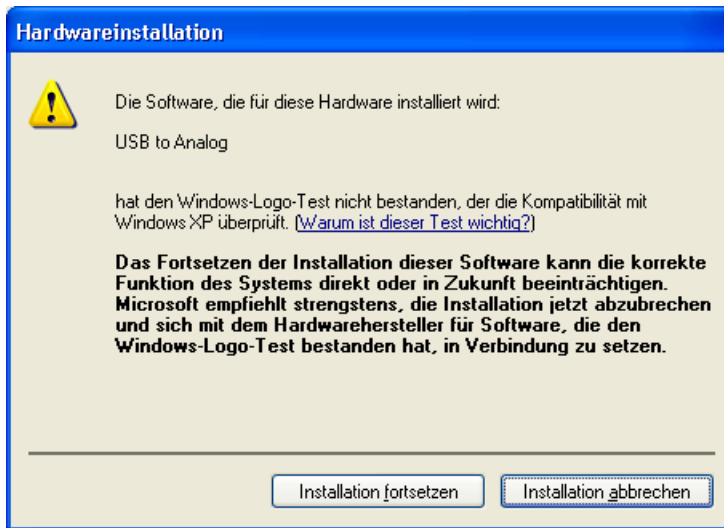 Hardwareinstallation
Die Software, die für diese Hardware installiert wird:
USB to Analog
hat den Windows-Logo-Test nicht bestanden, der die Kompatibilität mit
Windows XP überprüft. (Warum ist dieser Test wichtig?)
Das Fortsetzen der Installation dieser Software kann die korrekte
Funktion des Systems direkt oder in Zukunft beeinträchtigen.
Microsoft empfiehlt strengstens, die Installation jetzt abzubrechen
und sich mit dem Hardwarehersteller für Software, die den
Windows-Logo-Test bestanden hat, in Verbindung zu setzen.
Installation fortsetzen
Installation abbrechen